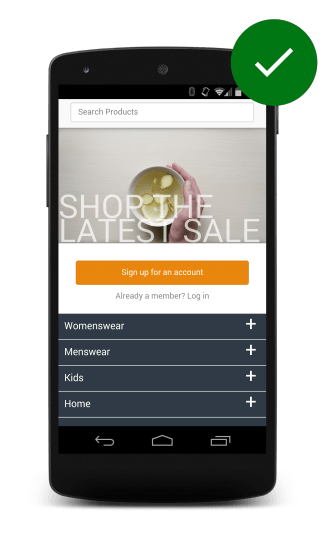 Search Products
SHOP THE
LATEST SALE
Sign up for an account
Already a member? Log in
Womenswear
Menswear
Kids
Home